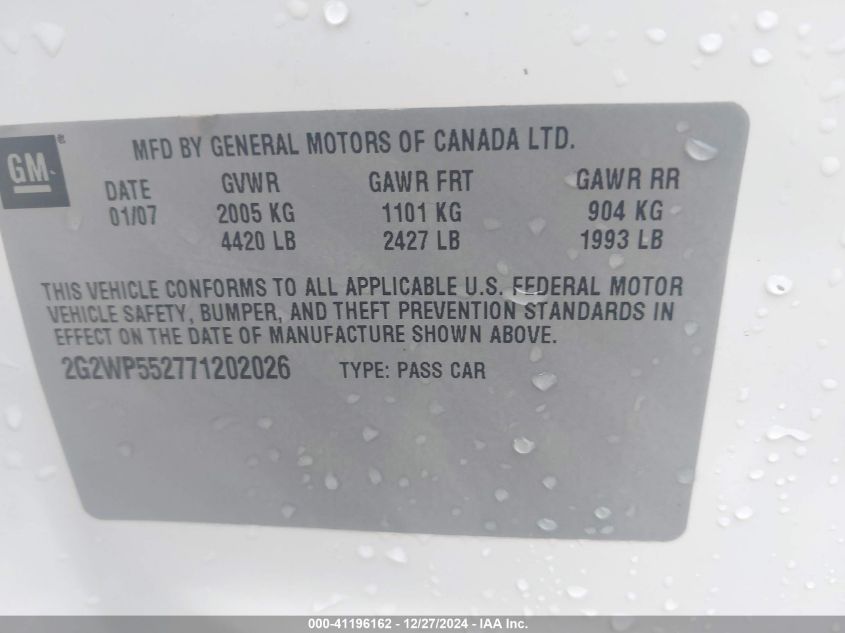 MFD BY GENERAL MOTORS OF CANADA LTD.
GM
DATE GVWR GAWR FRT GAWR RR
01/07 2005 KG 1101 KG 904 KG
4420 LB 2427 LB 1993 LB
THIS VEHICLE CONFORMS TO ALL APPLICABLE U.S. FEDERAL MOTOR
VEHICLE SAFETY, BUMPER, AND THEFT PREVENTION STANDARDS IN
EFFECT ON THE DATE OF MANUFACTURE SHOWN ABOVE.
2G2WP552771202026 TYPE: PASS CAR
000-41196162 - 12/27/2024 - IAA Inc.